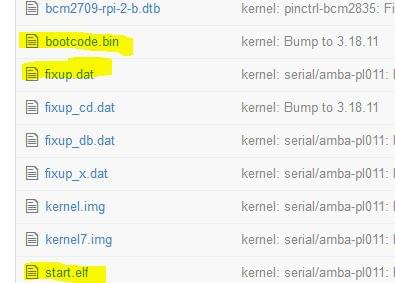 bcm2709-rpi-2-b.dtb kernel: pinctrl-bcm2835: Fi
bootcode.bin kernel: Bump to 3.18.11
fixup.dat kernel: serial/amba-pl011:
fixup_cd.dat kernel: Bump to 3.18.11
fixup_db.dat kernel: serial/amba-pl011:
fixup_x.dat kernel: serial/amba-pl011:
kernel.img kernel: serial/amba-pl011:
kernel7.img kernel: serial/amba-pl011:
start.elf kernel: serial/amba-pl011: